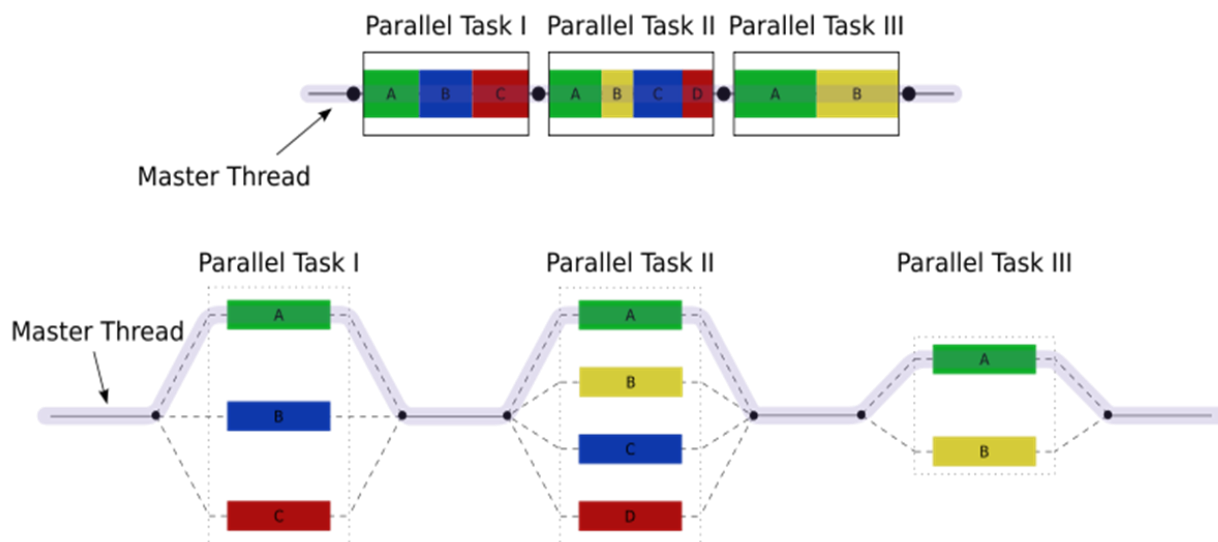 Parallel Task I Parallel Task II Parallel Task III
A B C A B C D A B
Master Thread
Parallel Task I Parallel Task II Parallel Task III
A A
Master Thread
B A
B C
B
C D